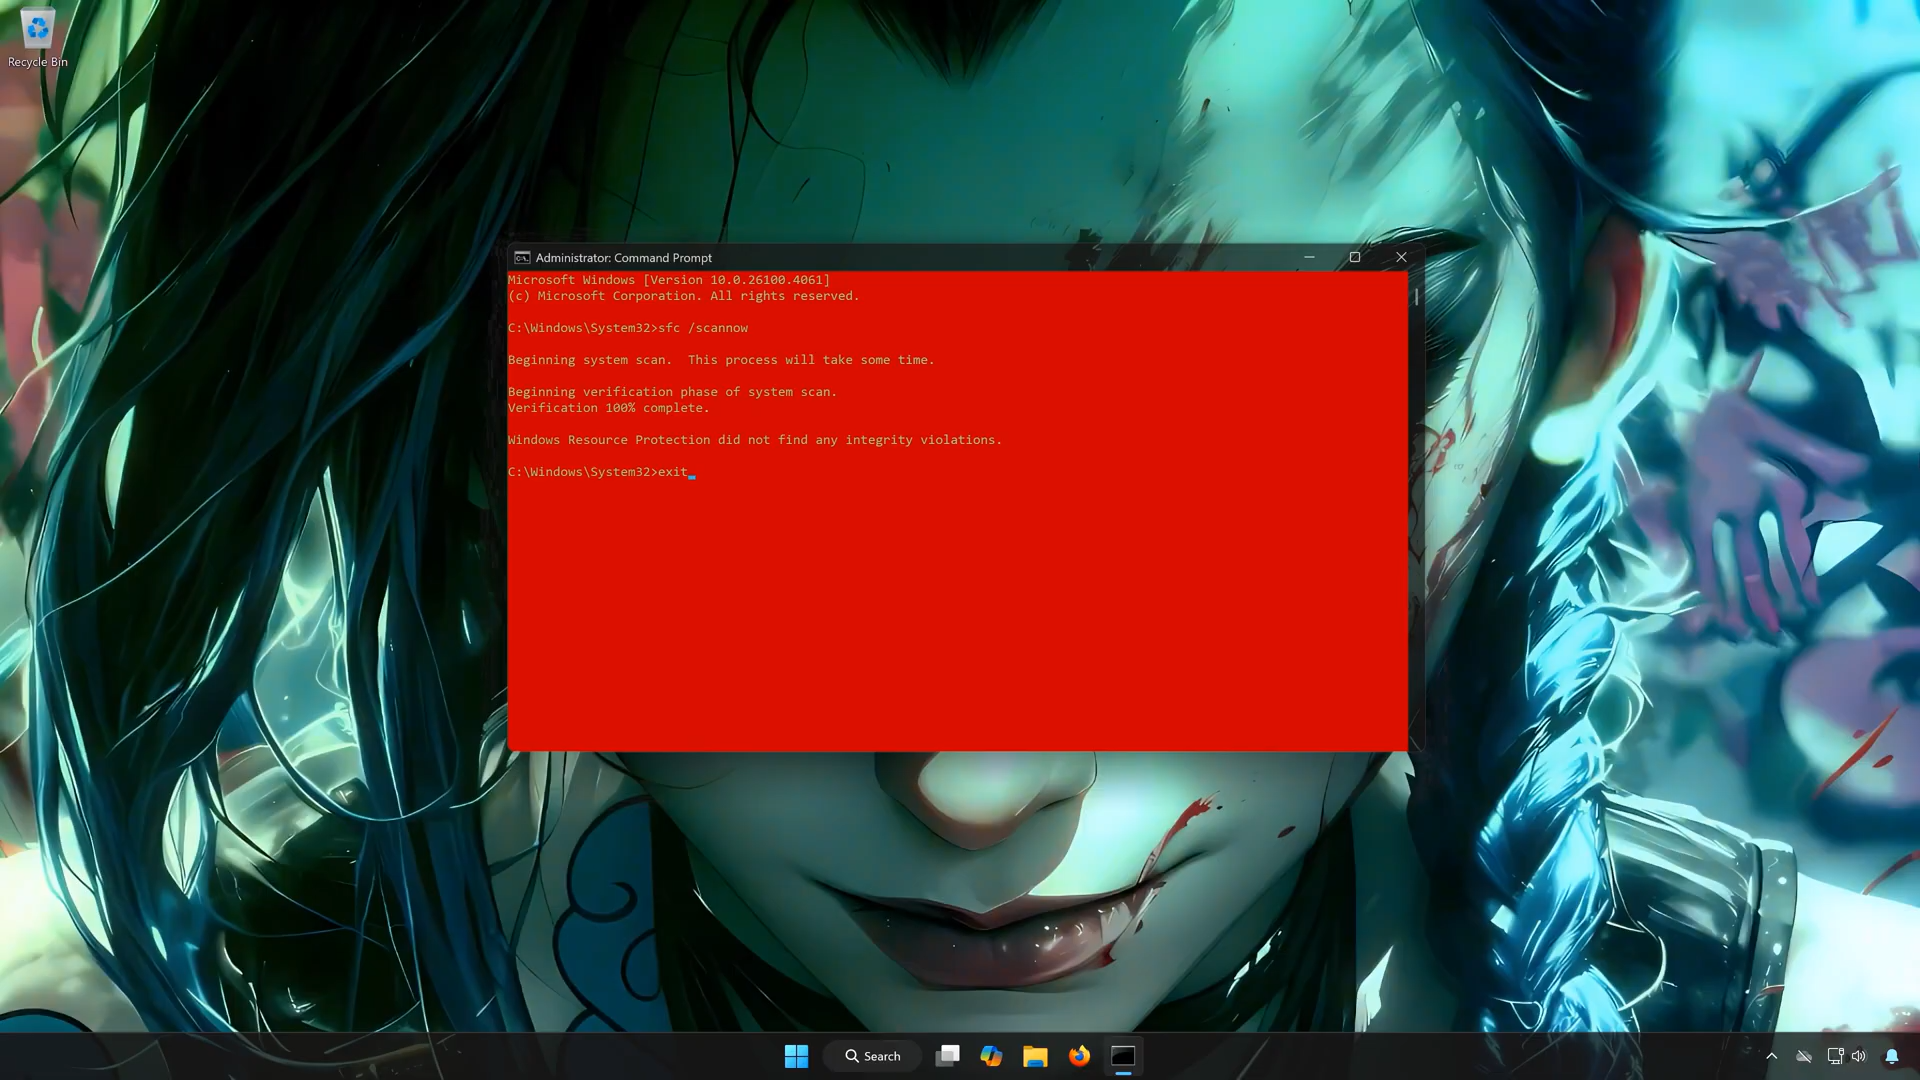 Recycle Bin
Administrator: Command Prompt
Microsoft Windows [Version 10.0.26100.4061]
(c) Microsoft Corporation. All rights reserved.
C:\Windows\System32>sfc /scannow
Beginning system scan.  This process will take some time.
Beginning verification phase of system scan.
Verification 100% complete.
Windows Resource Protection did not find any integrity violations.
C:\Windows\System32>exit
Search